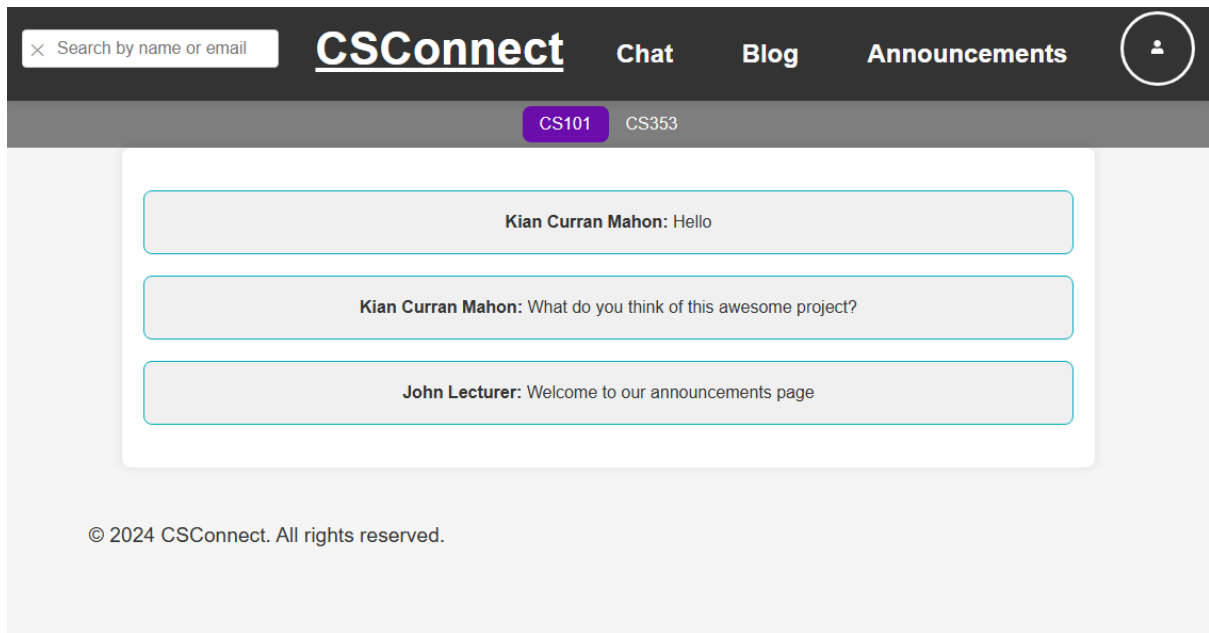 Search by name or email
CSConnect
Chat
Blog
Announcements
CS101
CS353
Kian Curran Mahon: Hello
Kian Curran Mahon: What do you think of this awesome project?
John Lecturer: Welcome to our announcements page
© 2024 CSConnect. All rights reserved.